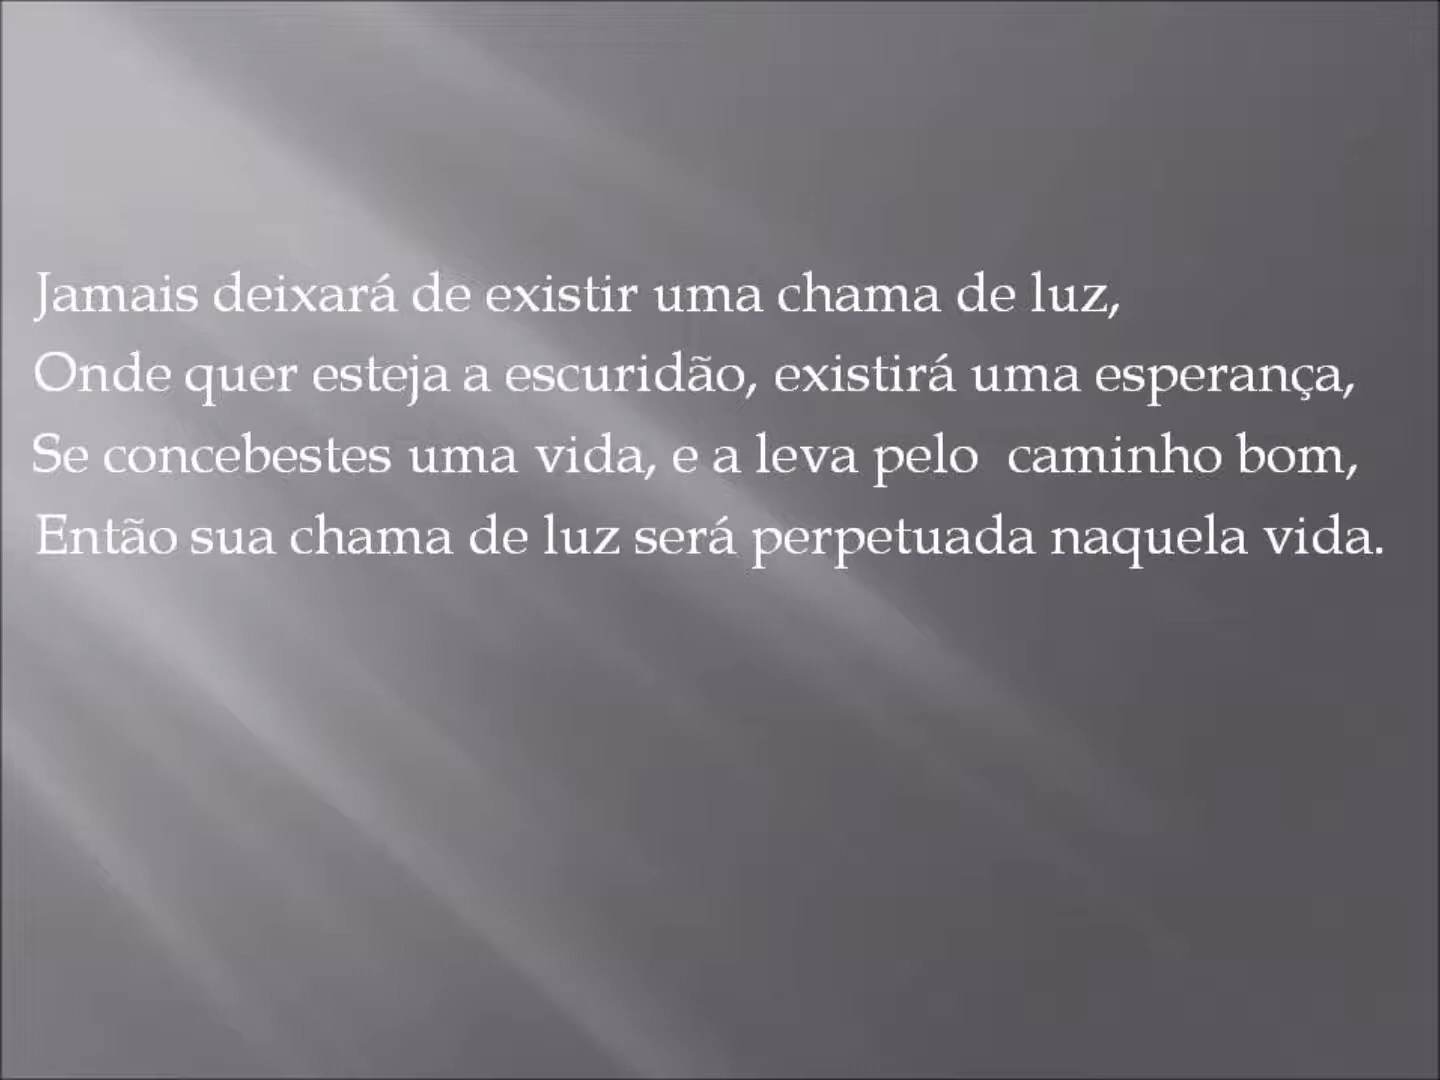 Jamais deixará de existir uma chama de luz,
Onde quer esteja a escuridão, existirá uma esperança,
Se concebestes uma vida, e a leva pelo  caminho bom,
Então sua chama de luz será perpetuada naquela vida.